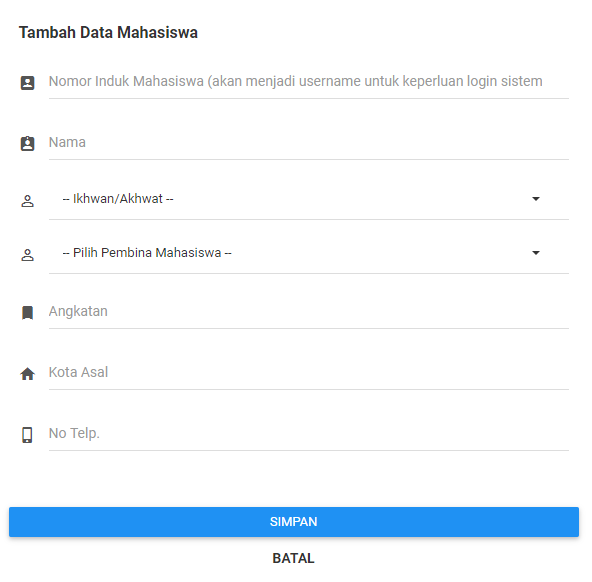 Tambah Data Mahasiswa
Nomor Induk Mahasiswa (akan menjadi username untuk keperluan login sistem
Nama
-- Ikhwan/Akhwat --
-- Pilih Pembina Mahasiswa --
Angkatan
Kota Asal
No Telp.
SIMPAN
BATAL